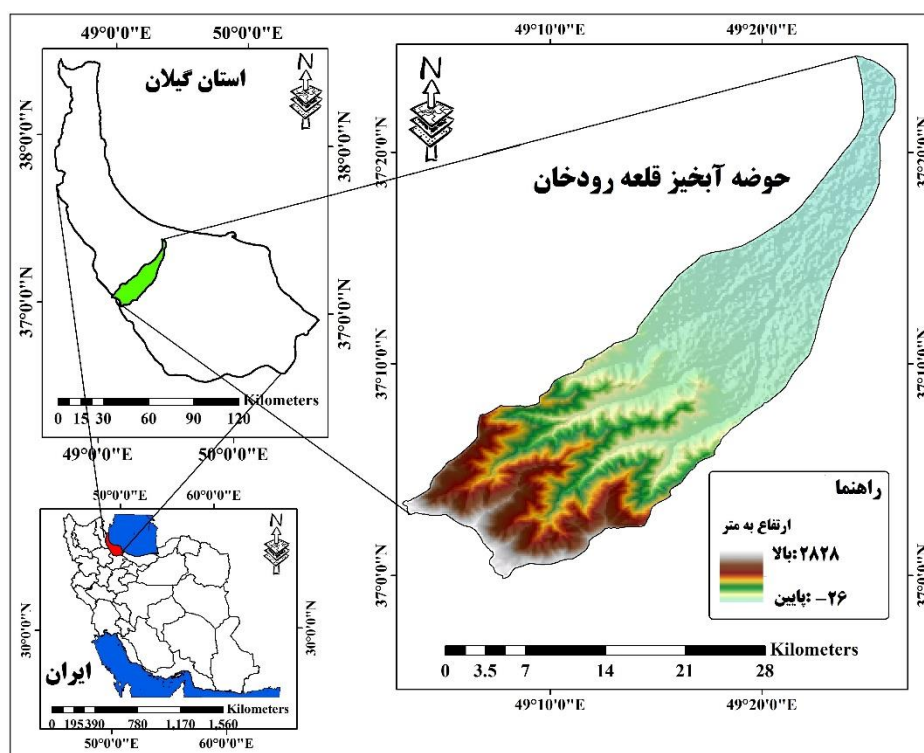 49°0'0"E 50°0'0"E
استان گیلان
N
38°0'0"N
38°0'0"N
37°0'0"N
37°0'0"N
Kilometers
0 15 30 60 90 120
49°0'0"E 50°0'0"E
49°10'0"E 49°20'0"E
N
حوضه آبخیز قلعه رودخان
37°20'0"N
37°20'0"N
37°10'0"N
37°10'0"N
37°0'0"N
37°0'0"N
راهنما
ارتفاع به متر
بالا:۲۸۲۸
پایین: ۲۶-
Kilometers
0 3.5 7 14 21 28
49°10'0"E 49°20'0"E
50°0'0"E 60°0'0"E
N
30°0'0"N
30°0'0"N
ایران
Kilometers
0 195390 780 1,170 1,560
50°0'0"E 60°0'0"E